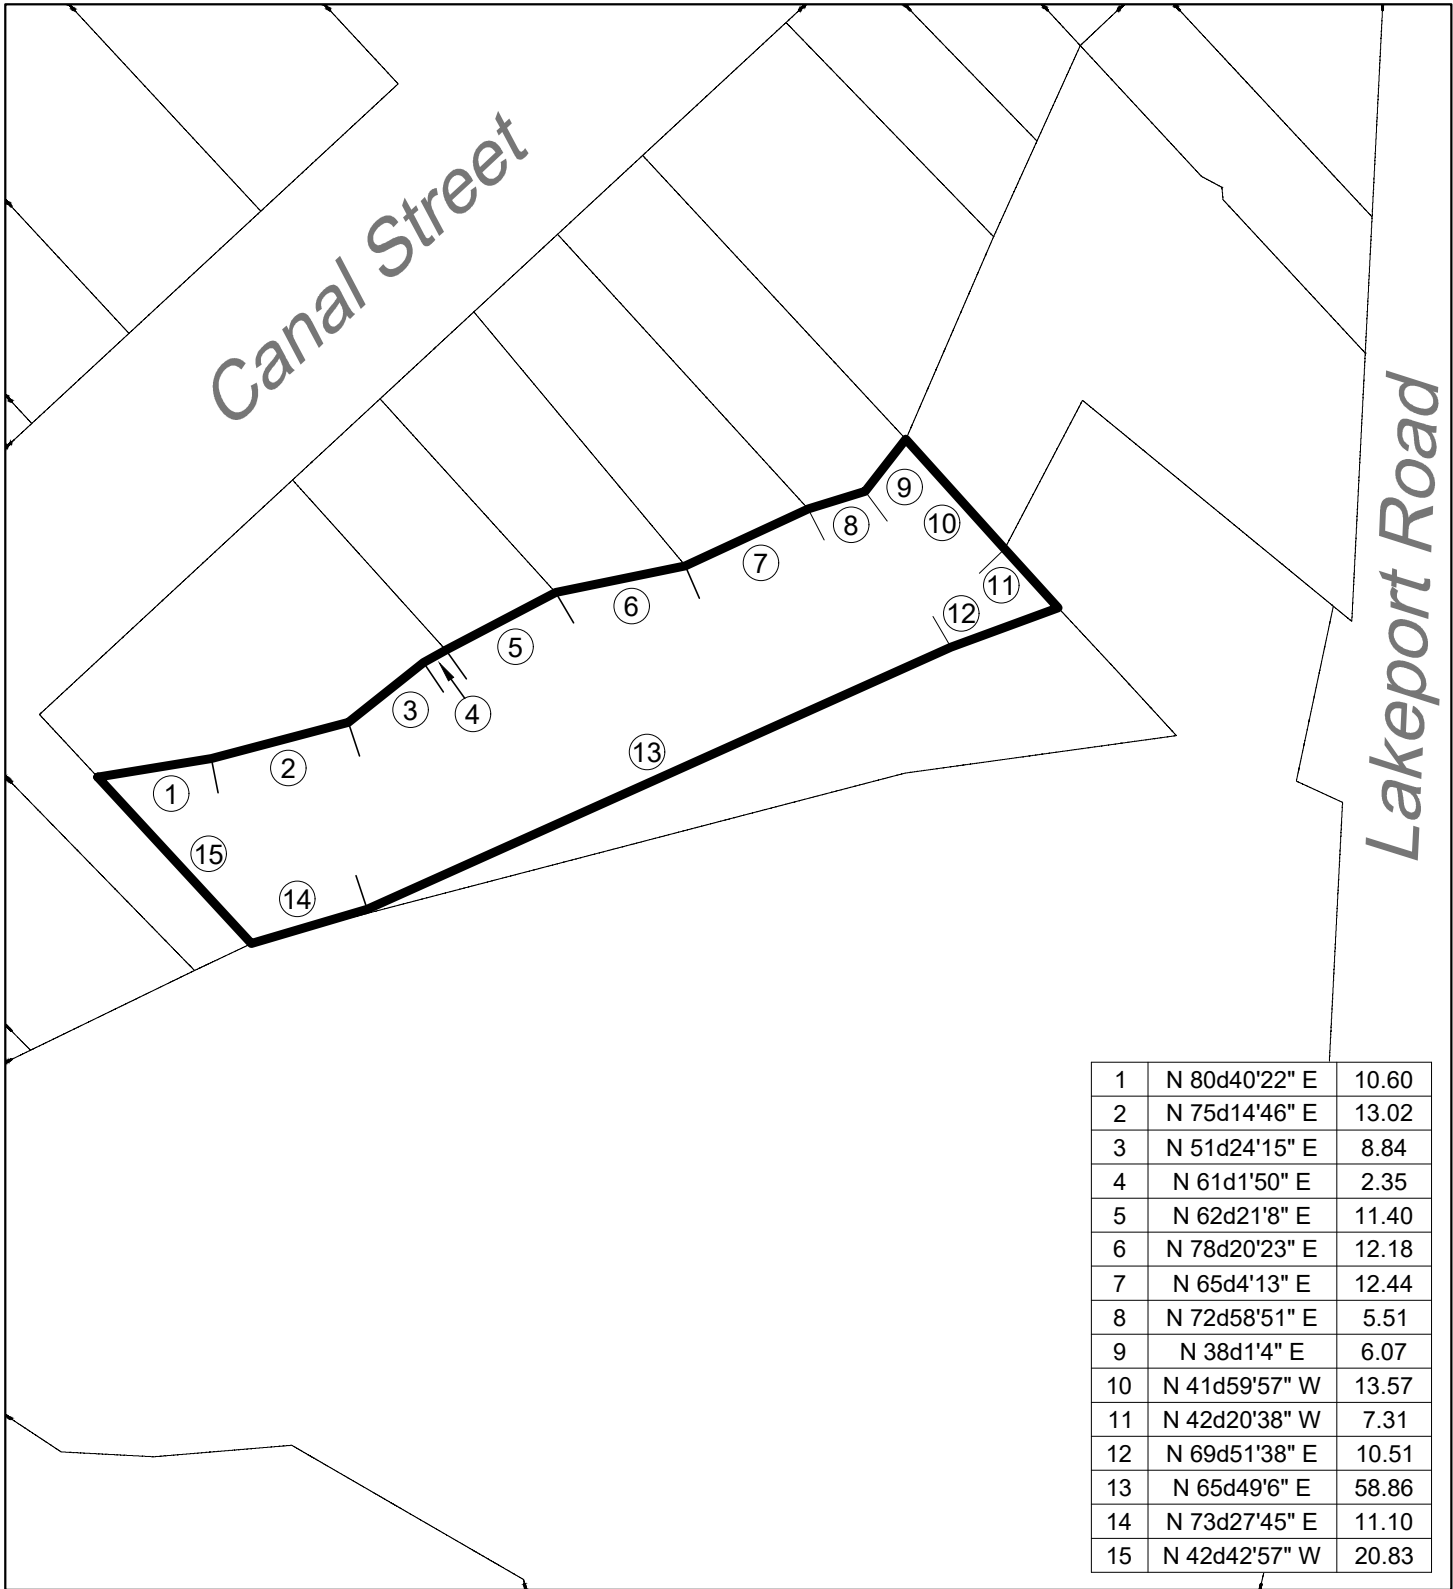 Canal Street
Lakeport Road
9
10
8
7
11
6
12
5
3
4
13
2
1
15
14
1 N 80d40'22" E 10.60
2 N 75d14'46" E 13.02
3 N 51d24'15" E 8.84
4 N 61d1'50" E 2.35
5 N 62d21'8" E 11.40
6 N 78d20'23" E 12.18
7 N 65d4'13" E 12.44
8 N 72d58'51" E 5.51
9 N 38d1'4" E 6.07
10 N 41d59'57" W 13.57
11 N 42d20'38" W 7.31
12 N 69d51'38" E 10.51
13 N 65d49'6" E 58.86
14 N 73d27'45" E 11.10
15 N 42d42'57" W 20.83